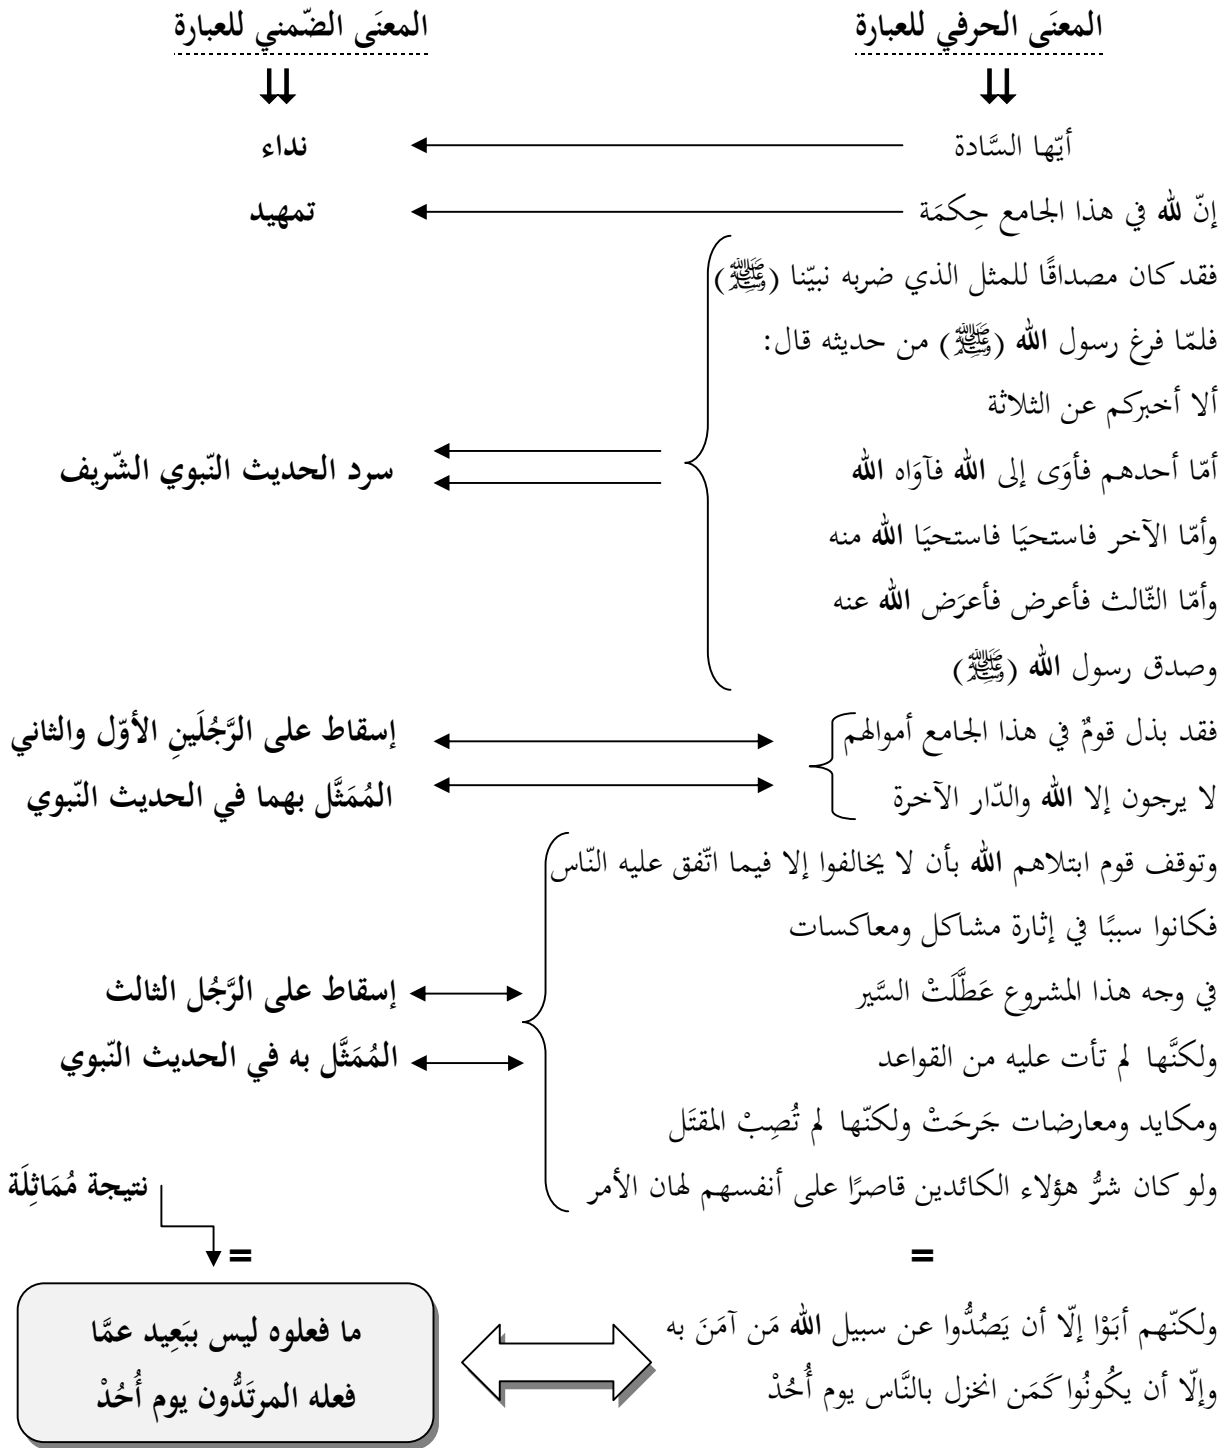 المعنَى الحرفي للعبارة
المعنَى الضّمني للعبارة
أيّها السَّادة
نداء
إنّ لله في هذا الجامع حِكمَة
تمهيد
فقد كان مصداقًا للمثل الذي ضربه نبيّنا (ﷺ)
فلمّا فرغ رسول الله (ﷺ) من حديثه قال:
ألا أخبركم عن الثلاثة
أمّا أحدهم فأوَى إلى الله فآوَاه الله
وأمّا الآخر فاستحيَا فاستحيَا الله منه
وأمّا الثّالث فأعرض فأعرَض الله عنه
وصدق رسول الله (ﷺ)
سرد الحديث النّبوي الشّريف
فقد بذل قومٌ في هذا الجامع أموالهم
لا يرجون إلا الله والدّار الآخرة
إسقاط على الرَّجُلَينِ الأوّل والثاني
المُمَثَّل بهما في الحديث النّبوي
وتوقف قوم ابتلاهم الله بأن لا يخالفوا إلا فيما اتّفق عليه النّاس
فكانوا سببًا في إثارة مشاكل ومعاكسات
في وجه هذا المشروع عَطَّلَتْ السَّير
ولكنَّها لم تأت عليه من القواعد
ومكايد ومعارضات جَرحَتْ ولكنّها لم تُصِبْ المقتَل
ولو كان شرُّ هؤلاء الكائدين قاصرًا على أنفسهم لهان الأمر
إسقاط على الرَّجُل الثالث
المُمَثَّل به في الحديث النّبوي
نتيجة مُمَاثِلَة
=
=
ولكنّهم أبَوْا إلّا أن يَصُدُّوا عن سبيل الله مَن آمَنَ به
وإلّا أن يكُونُوا كَمَن انخزل بالنَّاس يوم أُحُدْ
ما فعلوه ليس ببَعِيد عمَّا
فعله المرتَدُّون يوم أُحُدْ